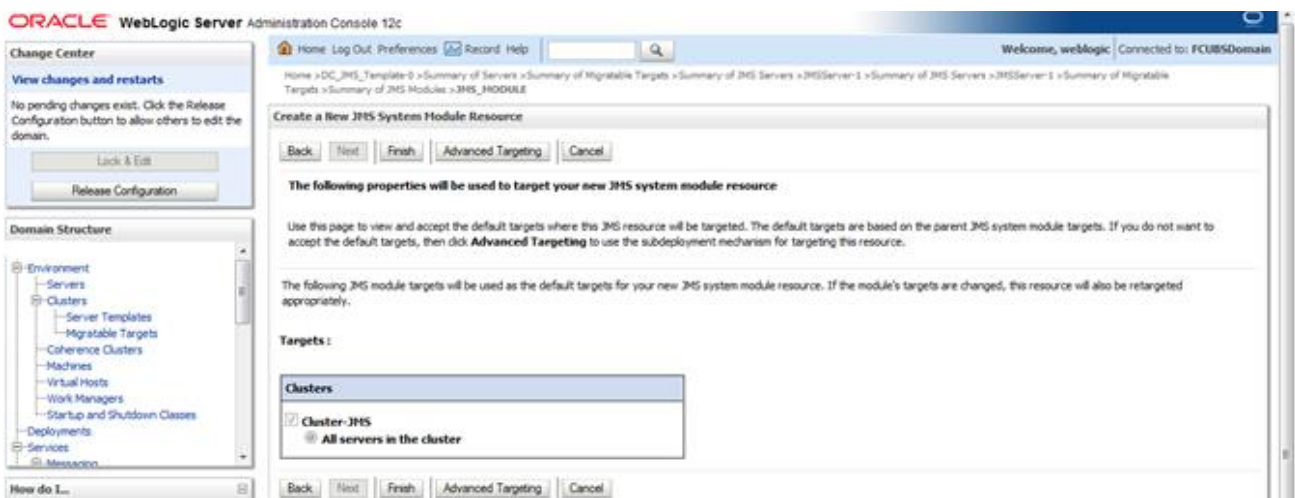 ORACLE WebLogic Server Administration Console 12c
Change Center
View changes and restarts
No pending changes exist. Click the Release
Configuration button to allow others to edit the
domain.
Lock & Edit
Release Configuration
Domain Structure
Environment
Servers
Clusters
Server Templates
Migratable Targets
Coherence Clusters
Machines
Virtual Hosts
Work Managers
Startup and Shutdown Classes
Deployments
Services
Messaging
How do I...
Home Log Out Preferences Record Help
Welcome, weblogic Connected to: FCUBSDomain
Home >DC_JMS_Template-0 >Summary of Servers >Summary of Migratable Targets >Summary of JMS Servers >JMSServer-1 >Summary of JMS Servers >JMSServer-1 >Summary of Migratable
Targets >Summary of JMS Modules >JMS_MODULE
Create a New JMS System Module Resource
Back Next Finish Advanced Targeting Cancel
The following properties will be used to target your new JMS system module resource
Use this page to view and accept the default targets where this JMS resource will be targeted. The default targets are based on the parent JMS system module targets. If you do not want to
accept the default targets, then click Advanced Targeting to use the subdeployment mechanism for targeting this resource.
The following JMS module targets will be used as the default targets for your new JMS system module resource. If the module's targets are changed, this resource will also be retargeted
appropriately.
Targets :
Clusters
Cluster-JMS
All servers in the cluster
Back Next Finish Advanced Targeting Cancel